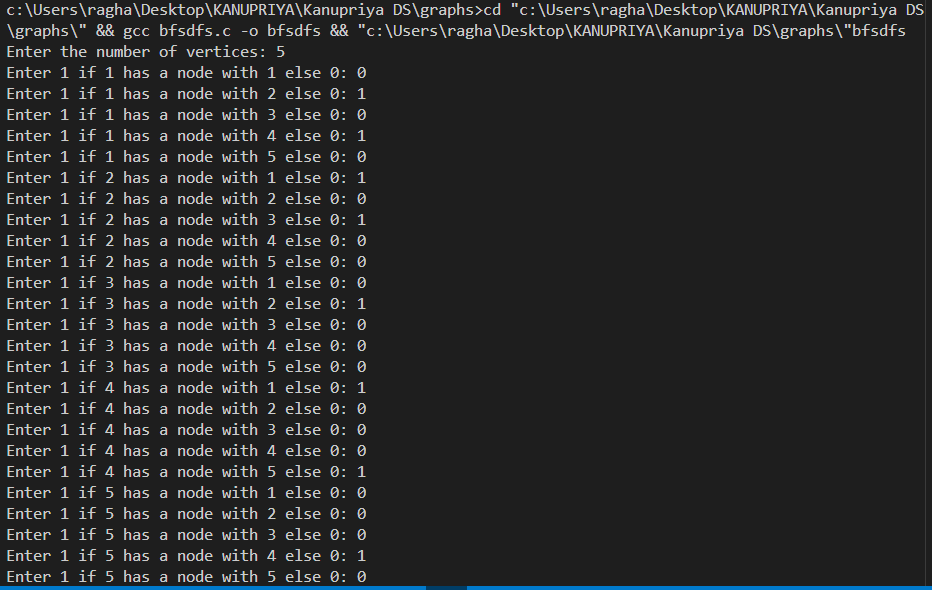 c:\Users\ragha\Desktop\KANUPRIYA\Kanupriya DS\graphs>cd "c:\Users\ragha\Desktop\KANUPRIYA\Kanupriya DS
\graphs\" && gcc bfsdfs.c -o bfsdfs && "c:\Users\ragha\Desktop\KANUPRIYA\Kanupriya DS\graphs\"bfsdfs
Enter the number of vertices: 5
Enter 1 if 1 has a node with 1 else 0: 0
Enter 1 if 1 has a node with 2 else 0: 1
Enter 1 if 1 has a node with 3 else 0: 0
Enter 1 if 1 has a node with 4 else 0: 1
Enter 1 if 1 has a node with 5 else 0: 0
Enter 1 if 2 has a node with 1 else 0: 1
Enter 1 if 2 has a node with 2 else 0: 0
Enter 1 if 2 has a node with 3 else 0: 1
Enter 1 if 2 has a node with 4 else 0: 0
Enter 1 if 2 has a node with 5 else 0: 0
Enter 1 if 3 has a node with 1 else 0: 0
Enter 1 if 3 has a node with 2 else 0: 1
Enter 1 if 3 has a node with 3 else 0: 0
Enter 1 if 3 has a node with 4 else 0: 0
Enter 1 if 3 has a node with 5 else 0: 0
Enter 1 if 4 has a node with 1 else 0: 1
Enter 1 if 4 has a node with 2 else 0: 0
Enter 1 if 4 has a node with 3 else 0: 0
Enter 1 if 4 has a node with 4 else 0: 0
Enter 1 if 4 has a node with 5 else 0: 1
Enter 1 if 5 has a node with 1 else 0: 0
Enter 1 if 5 has a node with 2 else 0: 0
Enter 1 if 5 has a node with 3 else 0: 0
Enter 1 if 5 has a node with 4 else 0: 1
Enter 1 if 5 has a node with 5 else 0: 0